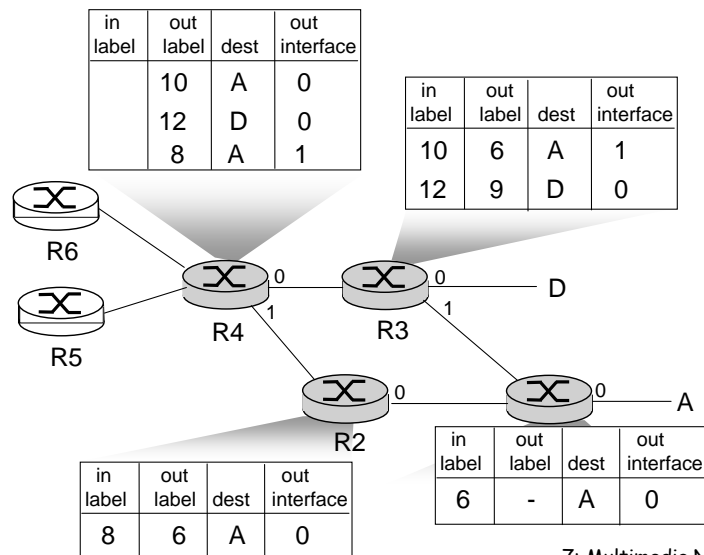 in out out
label label dest interface
10 A 0
12 D 0
8 A 1
in out out
label label dest interface
10 6 A 1
12 9 D 0
R6
R5
R4
0
1
R3
0
1
D
R2
0
0
A
in out out
label label dest interface
8 6 A 0
in out out
label label dest interface
6 - A 0
7: Multimedia N